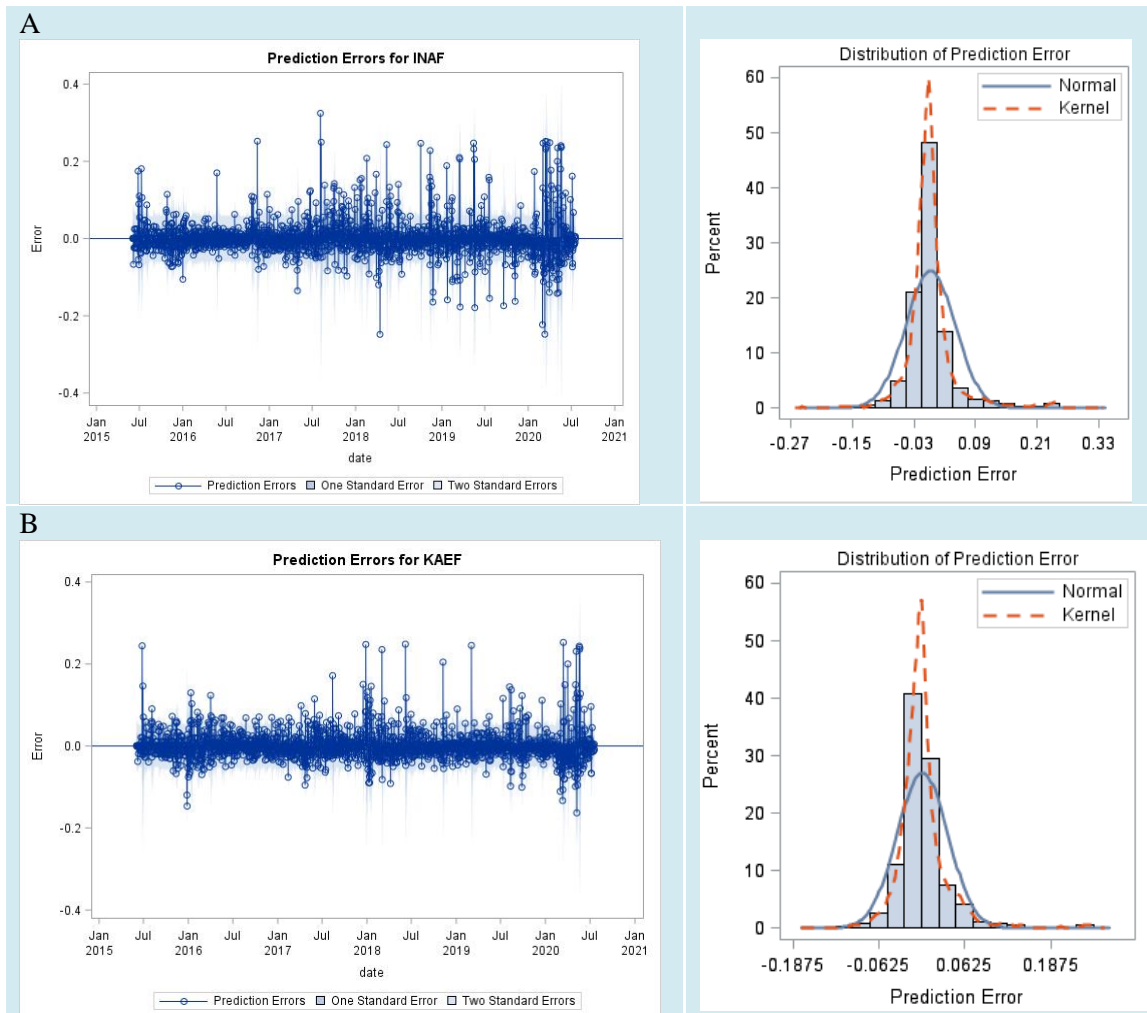 A
Prediction Errors for INAF
0.4
0.2
0.0
-0.2
-0.4
Error
Jan Jul Jan Jul Jan Jul Jan Jul Jan Jul Jan Jul Jan
2015 2016 2017 2018 2019 2020 2021
date
Prediction Errors One Standard Error Two Standard Errors
Distribution of Prediction Error
Normal
Kernel
60
50
40
30
20
10
0
Percent
-0.27 -0.15 -0.03 0.09 0.21 0.33
Prediction Error
B
Prediction Errors for KAEF
0.4
0.2
0.0
-0.2
-0.4
Error
Jan Jul Jan Jul Jan Jul Jan Jul Jan Jul Jan Jul Jan
2015 2016 2017 2018 2019 2020 2021
date
Prediction Errors One Standard Error Two Standard Errors
Distribution of Prediction Error
Normal
Kernel
60
50
40
30
20
10
0
Percent
-0.1875 -0.0625 0.0625 0.1875
Prediction Error